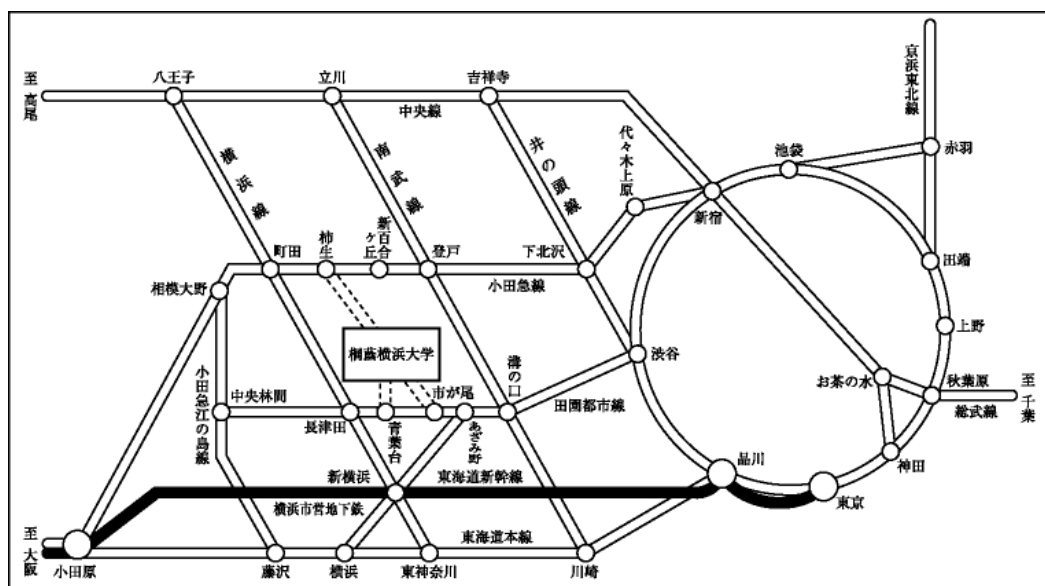 至高尾
八王子
立川
吉祥寺
中央線
京浜東北線
横浜線
南武線
井の頭線
代々木上原
池袋
赤羽
新宿
町田
柿生
新百合ヶ丘
登戸
下北沢
小田急線
田端
相模大野
上野
桐蔭横浜大学
渋谷
お茶の水
秋葉原
至千葉
総武線
小田急江の島線
中央林間
長津田
青葉台
市が尾
あざみ野
溝の口
田園都市線
神田
新横浜
東海道新幹線
品川
東京
横浜市営地下鉄
東海道本線
至大阪
小田原
藤沢
横浜
東神奈川
川崎